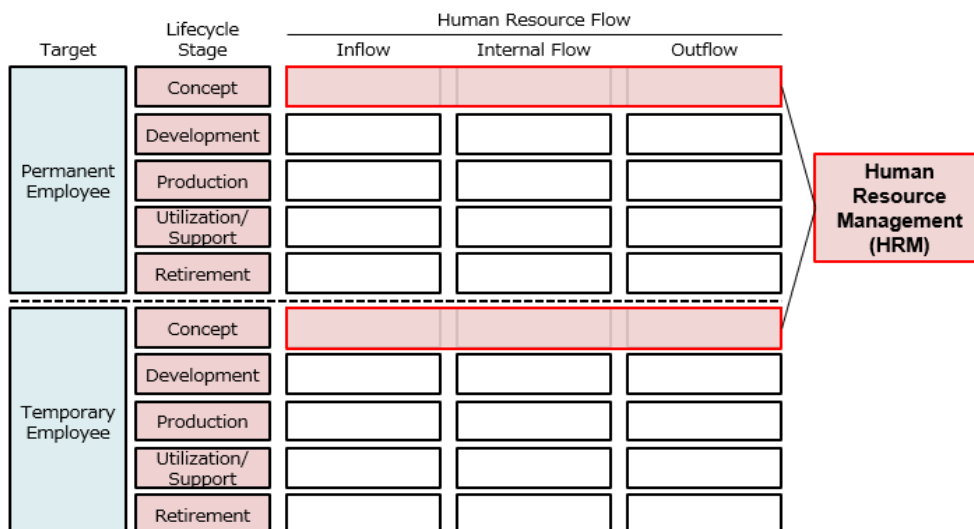 Human Resource Flow
Target
Lifecycle
Stage
Inflow
Internal Flow
Outflow
Permanent
Employee
Concept
Development
Production
Utilization/
Support
Retirement
Human
Resource
Management
(HRM)
Temporary
Employee
Concept
Development
Production
Utilization/
Support
Retirement